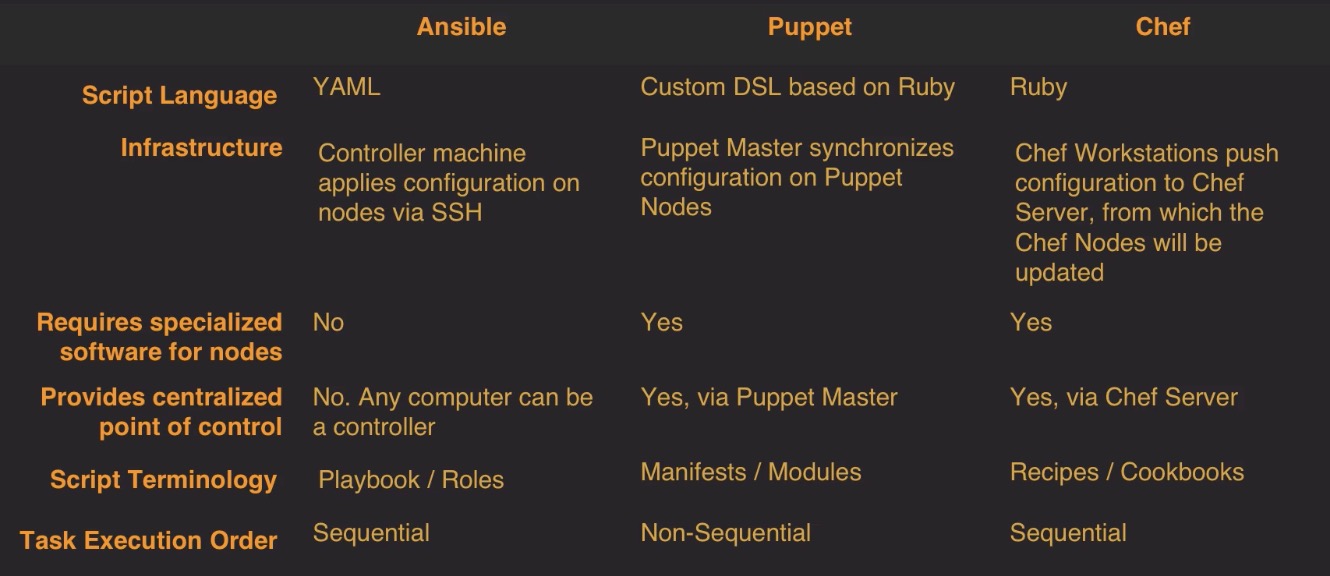 Ansible Puppet Chef
Script Language YAML Custom DSL based on Ruby Ruby
Infrastructure
Controller machine
applies configuration on
nodes via SSH
Puppet Master synchronizes
configuration on Puppet
Nodes
Chef Workstations push
configuration to Chef
Server, from which the
Chef Nodes will be
updated
Requires specialized
software for nodes
No
Yes
Yes
Provides centralized
point of control
No. Any computer can be
a controller
Yes, via Puppet Master
Yes, via Chef Server
Script Terminology Playbook / Roles Manifests / Modules Recipes / Cookbooks
Task Execution Order Sequential Non-Sequential Sequential